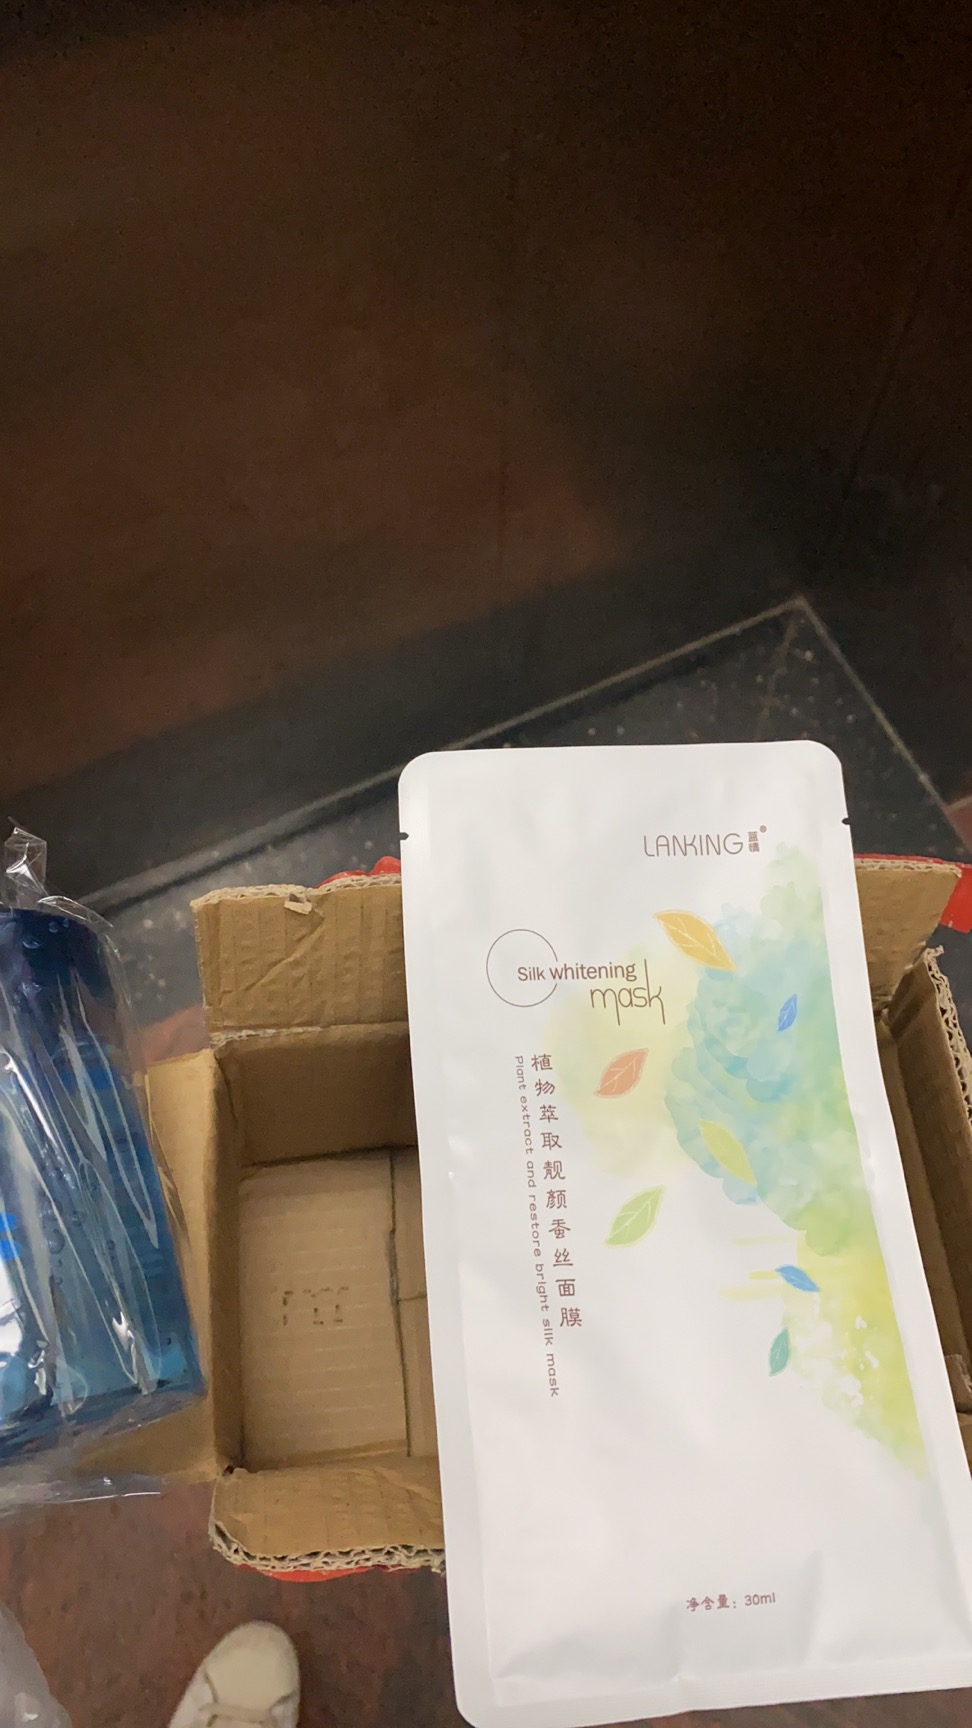 LANKING 蓝晴®
Silk whitening
mask
植物萃取靓颜蚕丝面膜
Plant extract and restore bright silk mask
净含量：30ml